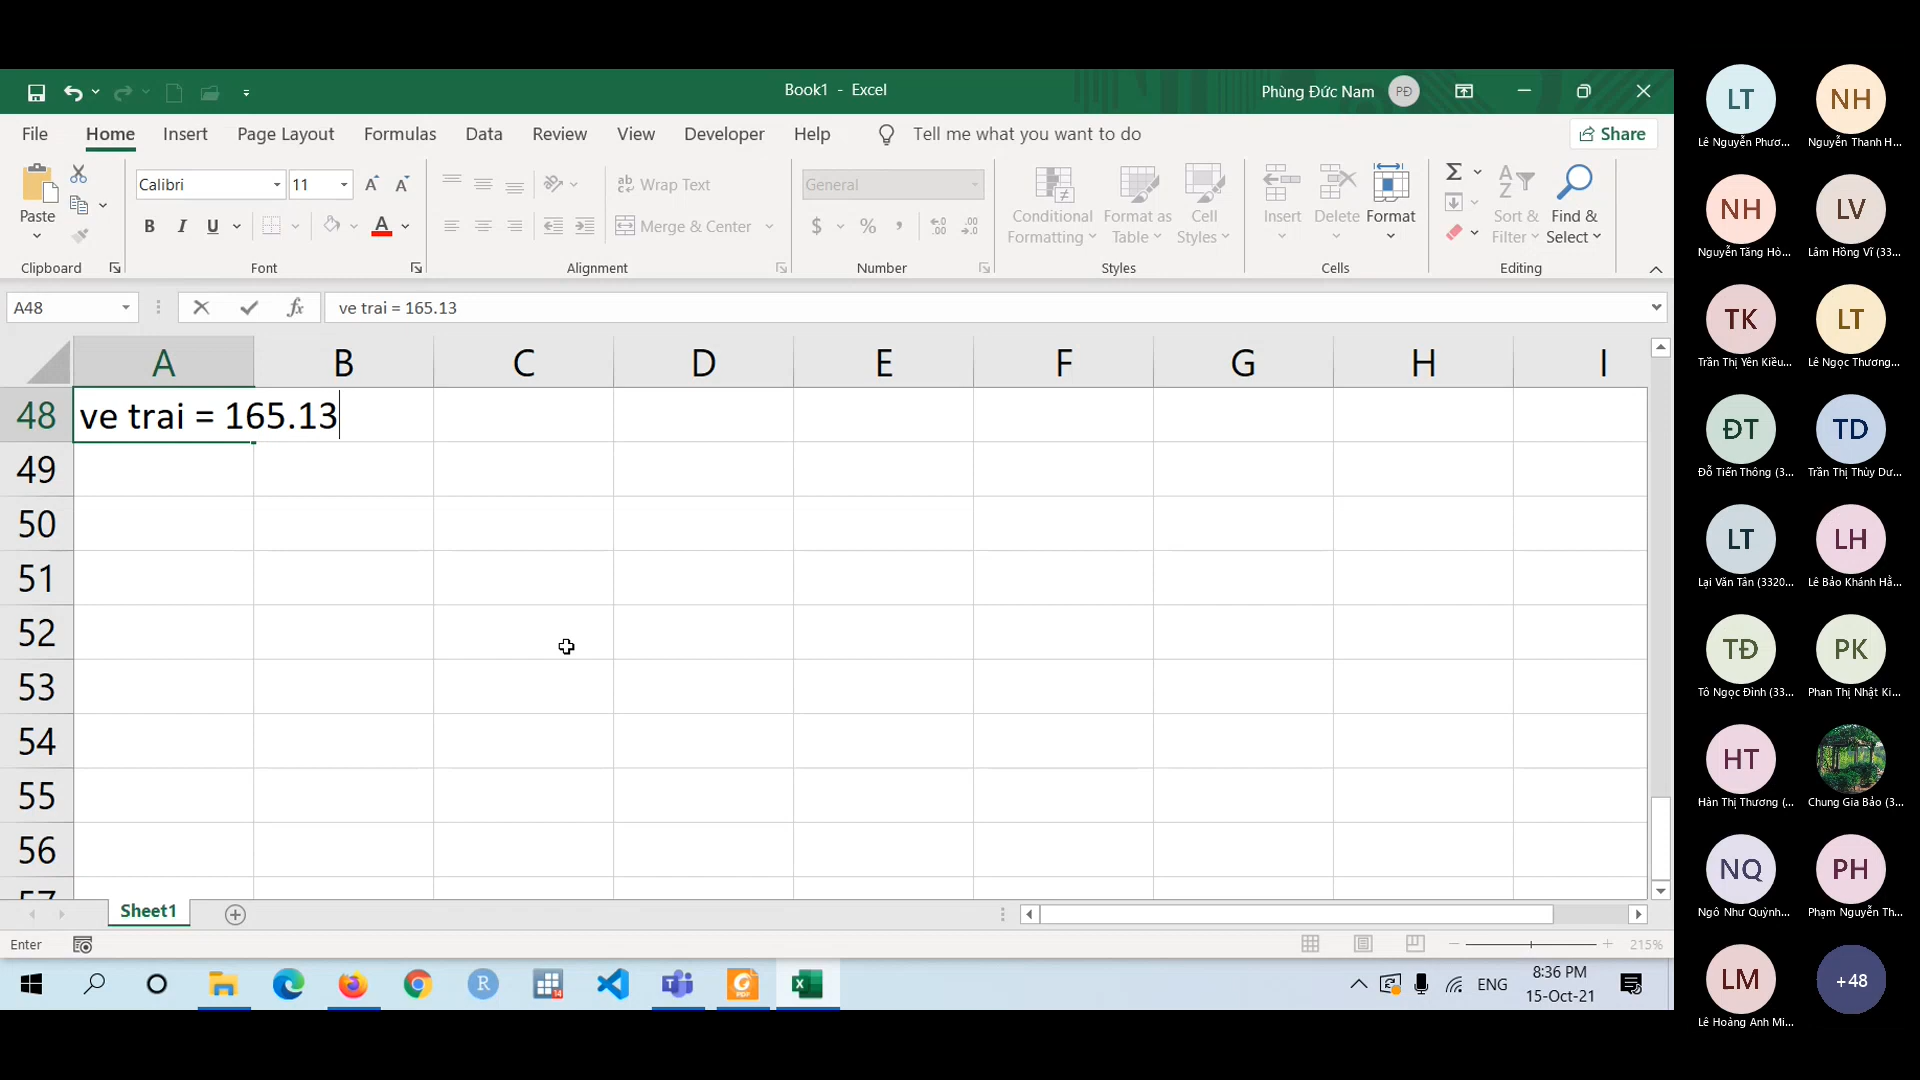 Book1 - Excel
Phùng Đức Nam
PĐ
File Home Insert Page Layout Formulas Data Review View Developer Help Tell me what you want to do
Share
Paste
Clipboard
Calibri 11
B I U
Font
ab Wrap Text
Merge & Center
Alignment
General
$ % ,
Number
Conditional Formatting
Format as Table
Cell Styles
Styles
Insert Delete Format
Cells
Sort & Filter
Find & Select
Editing
A48
fx
ve trai = 165.13
A B C D E F G H I
48 ve trai = 165.13
49
50
51
52
53
54
55
56
57
Sheet1
Enter
215%
ENG
8:36 PM
15-Oct-21
LT NH
Lê Nguyễn Phươ... Nguyễn Thanh H...
NH LV
Nguyễn Tăng Hò... Lâm Hồng Vĩ (33...
TK LT
Trần Thị Yên Kiều... Lê Ngọc Thương...
ĐT TD
Đỗ Tiến Thông (3... Trần Thị Thùy Dư...
LT LH
Lại Văn Tân (3320... Lê Bảo Khánh Hằ...
TĐ PK
Tô Ngọc Đình (33... Phan Thị Nhật Ki...
HT
Hàn Thị Thương (... Chung Gia Bảo (3...
NQ PH
Ngô Như Quỳnh... Phạm Nguyễn Th...
LM +48
Lê Hoàng Anh Mi...